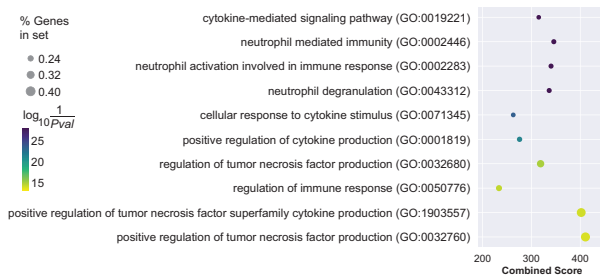 % Genes
in set
0.24
0.32
0.40
log10 1/Pval
25
20
15
cytokine-mediated signaling pathway (GO:0019221)
neutrophil mediated immunity (GO:0002446)
neutrophil activation involved in immune response (GO:0002283)
neutrophil degranulation (GO:0043312)
cellular response to cytokine stimulus (GO:0071345)
positive regulation of cytokine production (GO:0001819)
regulation of tumor necrosis factor production (GO:0032680)
regulation of immune response (GO:0050776)
positive regulation of tumor necrosis factor superfamily cytokine production (GO:1903557)
positive regulation of tumor necrosis factor production (GO:0032760)
200 300 400
Combined Score